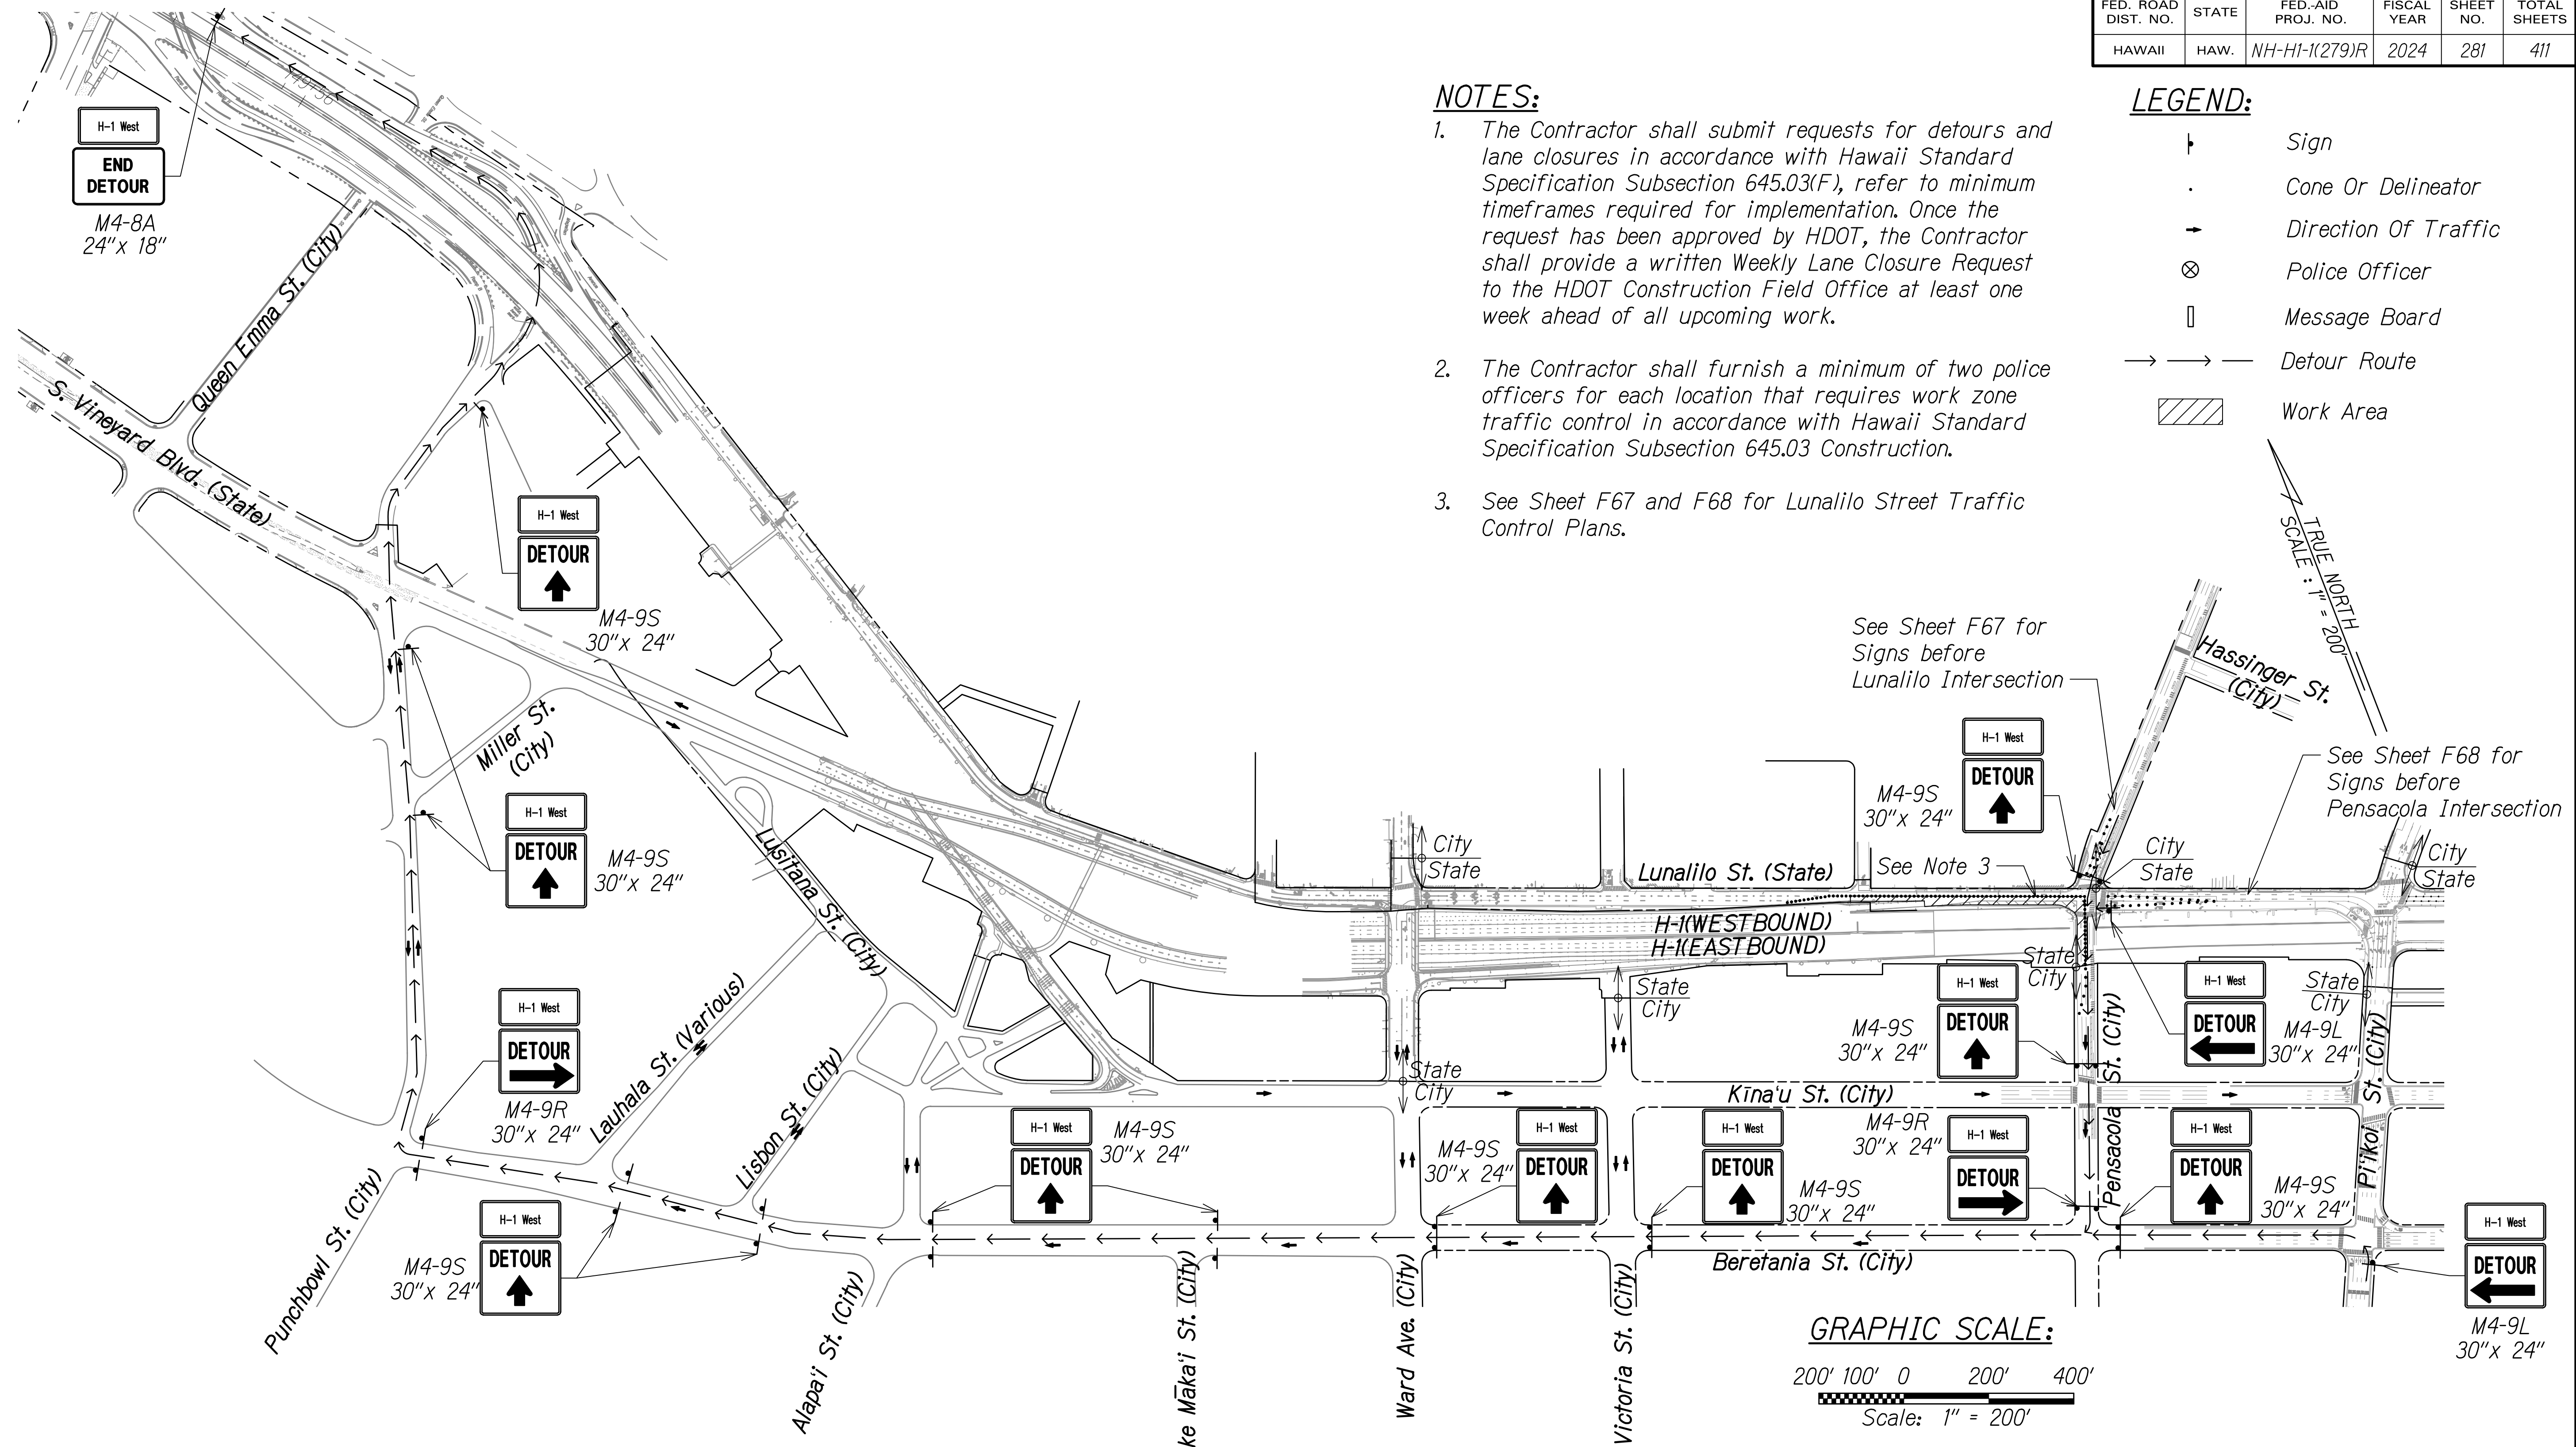 FED. ROAD DIST. NO.
STATE
FED.-AID PROJ. NO.
FISCAL YEAR
SHEET NO.
TOTAL SHEETS
HAWAII
HAW.
NH-H1-1(279)R
2024
281
411
NOTES:
1. The Contractor shall submit requests for detours and
lane closures in accordance with Hawaii Standard
Specification Subsection 645.03(F), refer to minimum
timeframes required for implementation. Once the
request has been approved by HDOT, the Contractor
shall provide a written Weekly Lane Closure Request
to the HDOT Construction Field Office at least one
week ahead of all upcoming work.
2. The Contractor shall furnish a minimum of two police
officers for each location that requires work zone
traffic control in accordance with Hawaii Standard
Specification Subsection 645.03 Construction.
3. See Sheet F67 and F68 for Lunalilo Street Traffic
Control Plans.
LEGEND:
Sign
Cone Or Delineator
Direction Of Traffic
Police Officer
Message Board
Detour Route
Work Area
TRUE NORTH
SCALE : 1" = 200'
H-1 West
END
DETOUR
M4-8A
24"x 18"
Queen Emma St. (City)
S. Vineyard Blvd. (State)
H-1 West
DETOUR
M4-9S
30"x 24"
Miller St.
(City)
H-1 West
DETOUR
M4-9S
30"x 24"
Lusitana St. (City)
See Sheet F67 for
Signs before
Lunalilo Intersection
Hassinger St.
(City)
H-1 West
DETOUR
M4-9S
30"x 24"
See Sheet F68 for
Signs before
Pensacola Intersection
City
State
Lunalilo St. (State)
See Note 3
City
State
City
State
H-1(WESTBOUND)
H-1(EASTBOUND)
State
City
State
City
State
City
State
City
H-1 West
DETOUR
M4-9R
30"x 24"
Lauhala St. (Various)
Lisbon St. (City)
H-1 West
DETOUR
M4-9S
30"x 24"
H-1 West
DETOUR
M4-9L
30"x 24"
Kīna'u St. (City)
Pensacola St. (City)
Pi'ikoi St. (City)
H-1 West
DETOUR
M4-9S
30"x 24"
M4-9S
30"x 24"
H-1 West
DETOUR
H-1 West
DETOUR
M4-9S
30"x 24"
M4-9R
30"x 24"
H-1 West
DETOUR
H-1 West
DETOUR
M4-9S
30"x 24"
H-1 West
DETOUR
M4-9L
30"x 24"
M4-9S
30"x 24"
H-1 West
DETOUR
Beretania St. (City)
Punchbowl St. (City)
Alapa'i St. (City)
ke Māka'i St. (City)
Ward Ave. (City)
Victoria St. (City)
GRAPHIC SCALE:
200' 100' 0 200' 400'
Scale: 1" = 200'